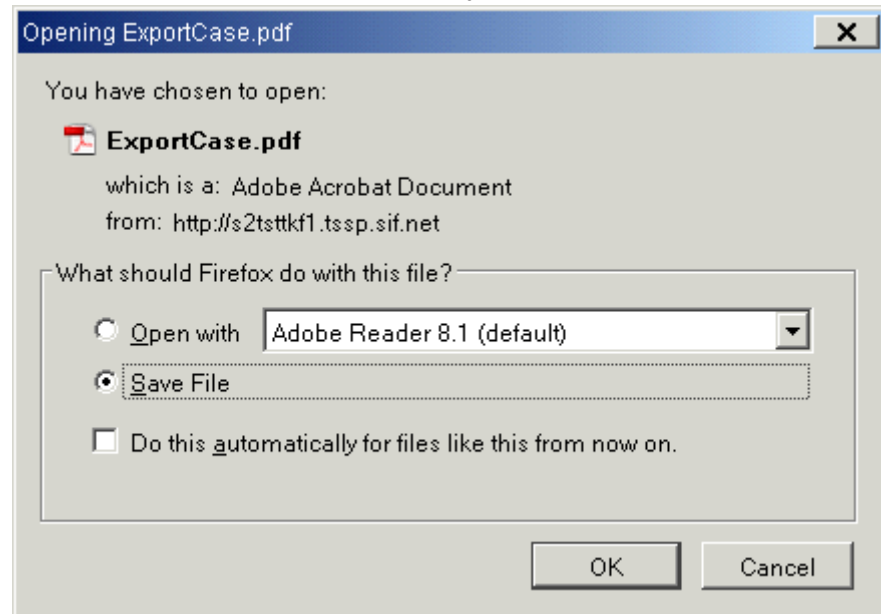 Opening ExportCase.pdf
You have chosen to open:
ExportCase.pdf
which is a: Adobe Acrobat Document
from: http://s2tsttkf1.tssp.sif.net
What should Firefox do with this file?
Open with Adobe Reader 8.1 (default)
Save File
Do this automatically for files like this from now on.
OK Cancel